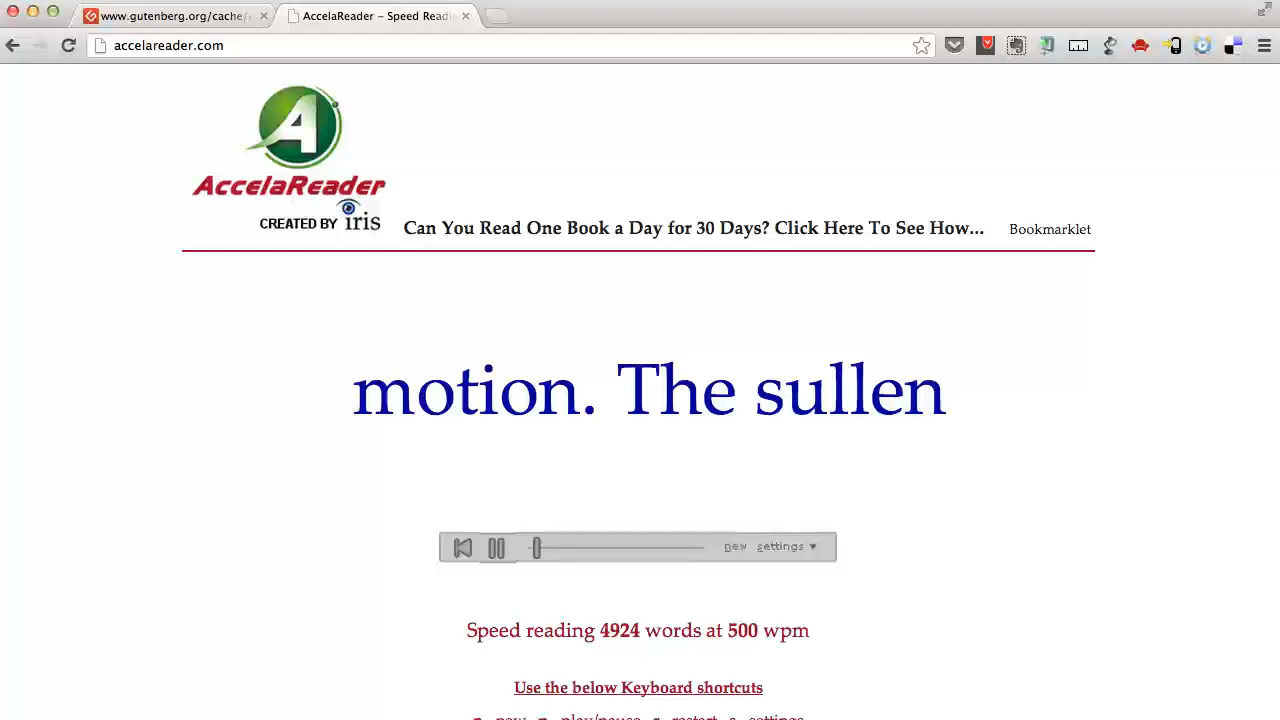 www.gutenberg.org/cache/
AccelaReader – Speed Readi
accelareader.com
A
AccelaReader
CREATED BY iris
Can You Read One Book a Day for 30 Days? Click Here To See How...
Bookmarklet
motion. The sullen
new settings ▾
Speed reading 4924 words at 500 wpm
Use the below Keyboard shortcuts
n - new p - play/pause r - restart s - settings